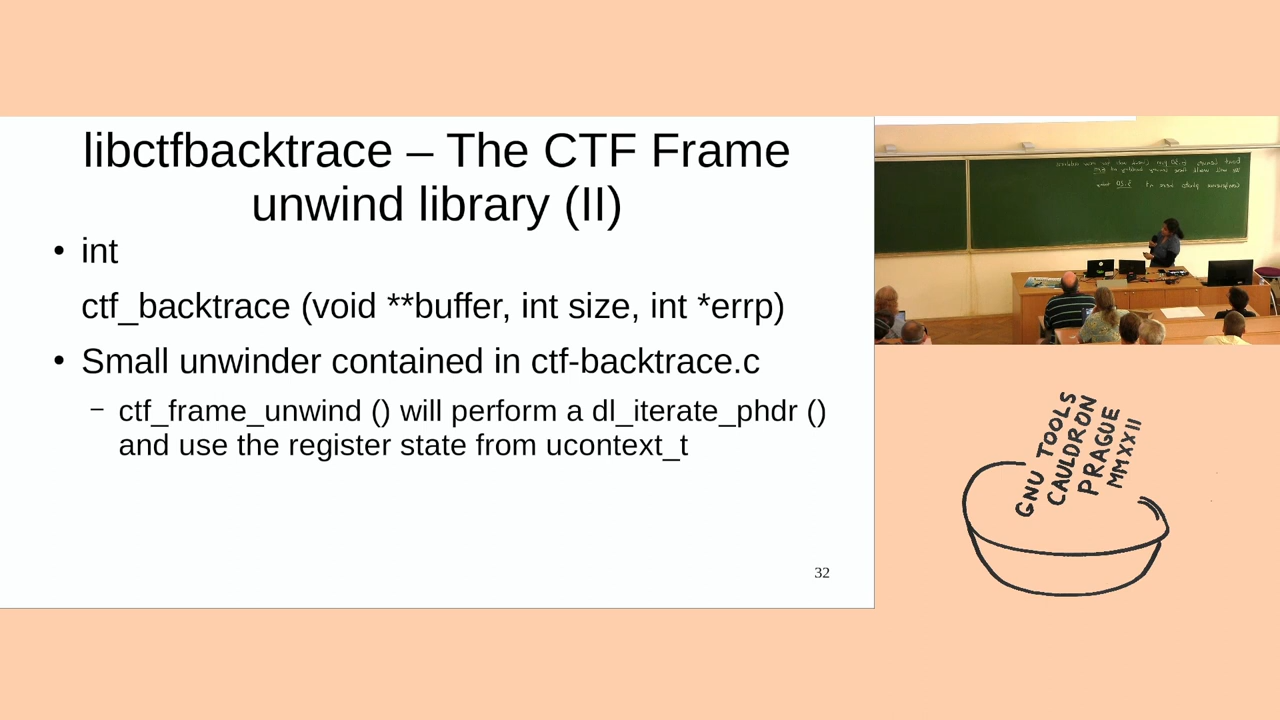 libctfbacktrace – The CTF Frame
unwind library (II)
• int
ctf_backtrace (void **buffer, int size, int *errp)
• Small unwinder contained in ctf-backtrace.c
– ctf_frame_unwind () will perform a dl_iterate_phdr ()
and use the register state from ucontext_t
32
GNU TOOLS
CAULDRON
PRAGUE
MMXXII